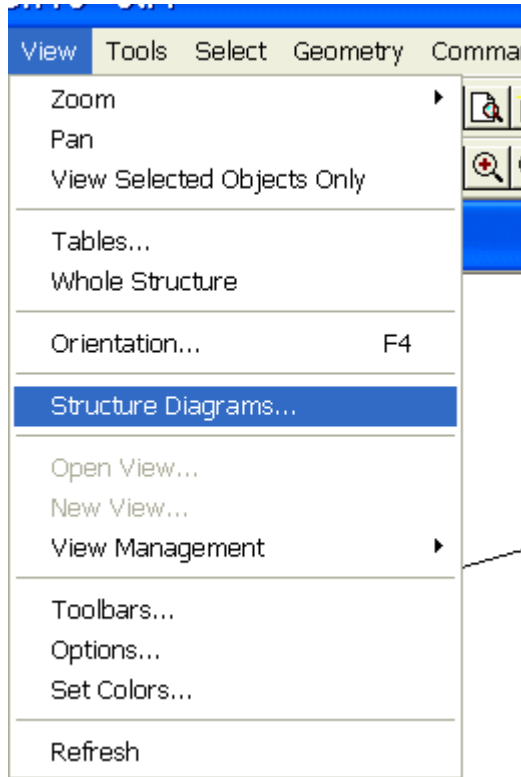 View Tools Select Geometry Comma
Zoom
Pan
View Selected Objects Only
Tables...
Whole Structure
Orientation... F4
Structure Diagrams...
Open View...
New View...
View Management
Toolbars...
Options...
Set Colors...
Refresh